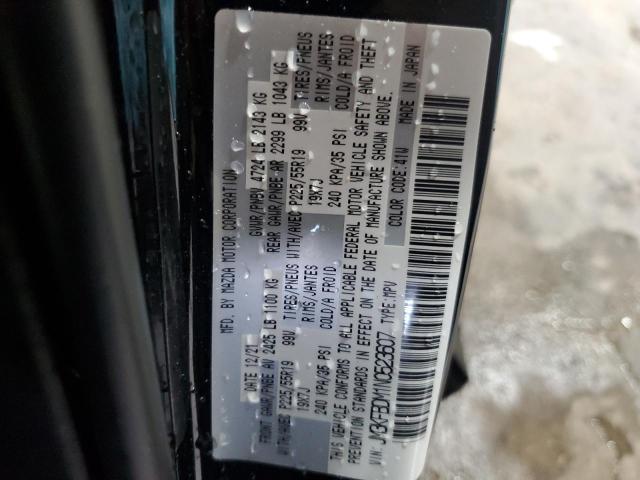 MFD. BY MAZDA MOTOR CORPORATION
DATE 12/21 GVWR/PNBV 4724 LB 2143 KG
FRONT GAWR/PNBE AV 2425 LB 1100 KG REAR GAWR/PNBE AR 2299 LB 1043 KG
WITH/AVEC P225/55R19 99V TIRES/PNEUS WITH/AVEC P225/55R19 99V TIRES/PNEUS
19X7J RIMS/JANTES 19X7J RIMS/JANTES
240 KPA/35 PSI COLD/A FROID 240 KPA/35 PSI COLD/A FROID
THIS VEHICLE CONFORMS TO ALL APPLICABLE FEDERAL MOTOR VEHICLE SAFETY AND THEFT
PREVENTION STANDARDS IN EFFECT ON THE DATE OF MANUFACTURE SHOWN ABOVE.
VIN: JM3KFBDM1N0523607 TYPE: MPV COLOR CODE: 41W MADE IN JAPAN